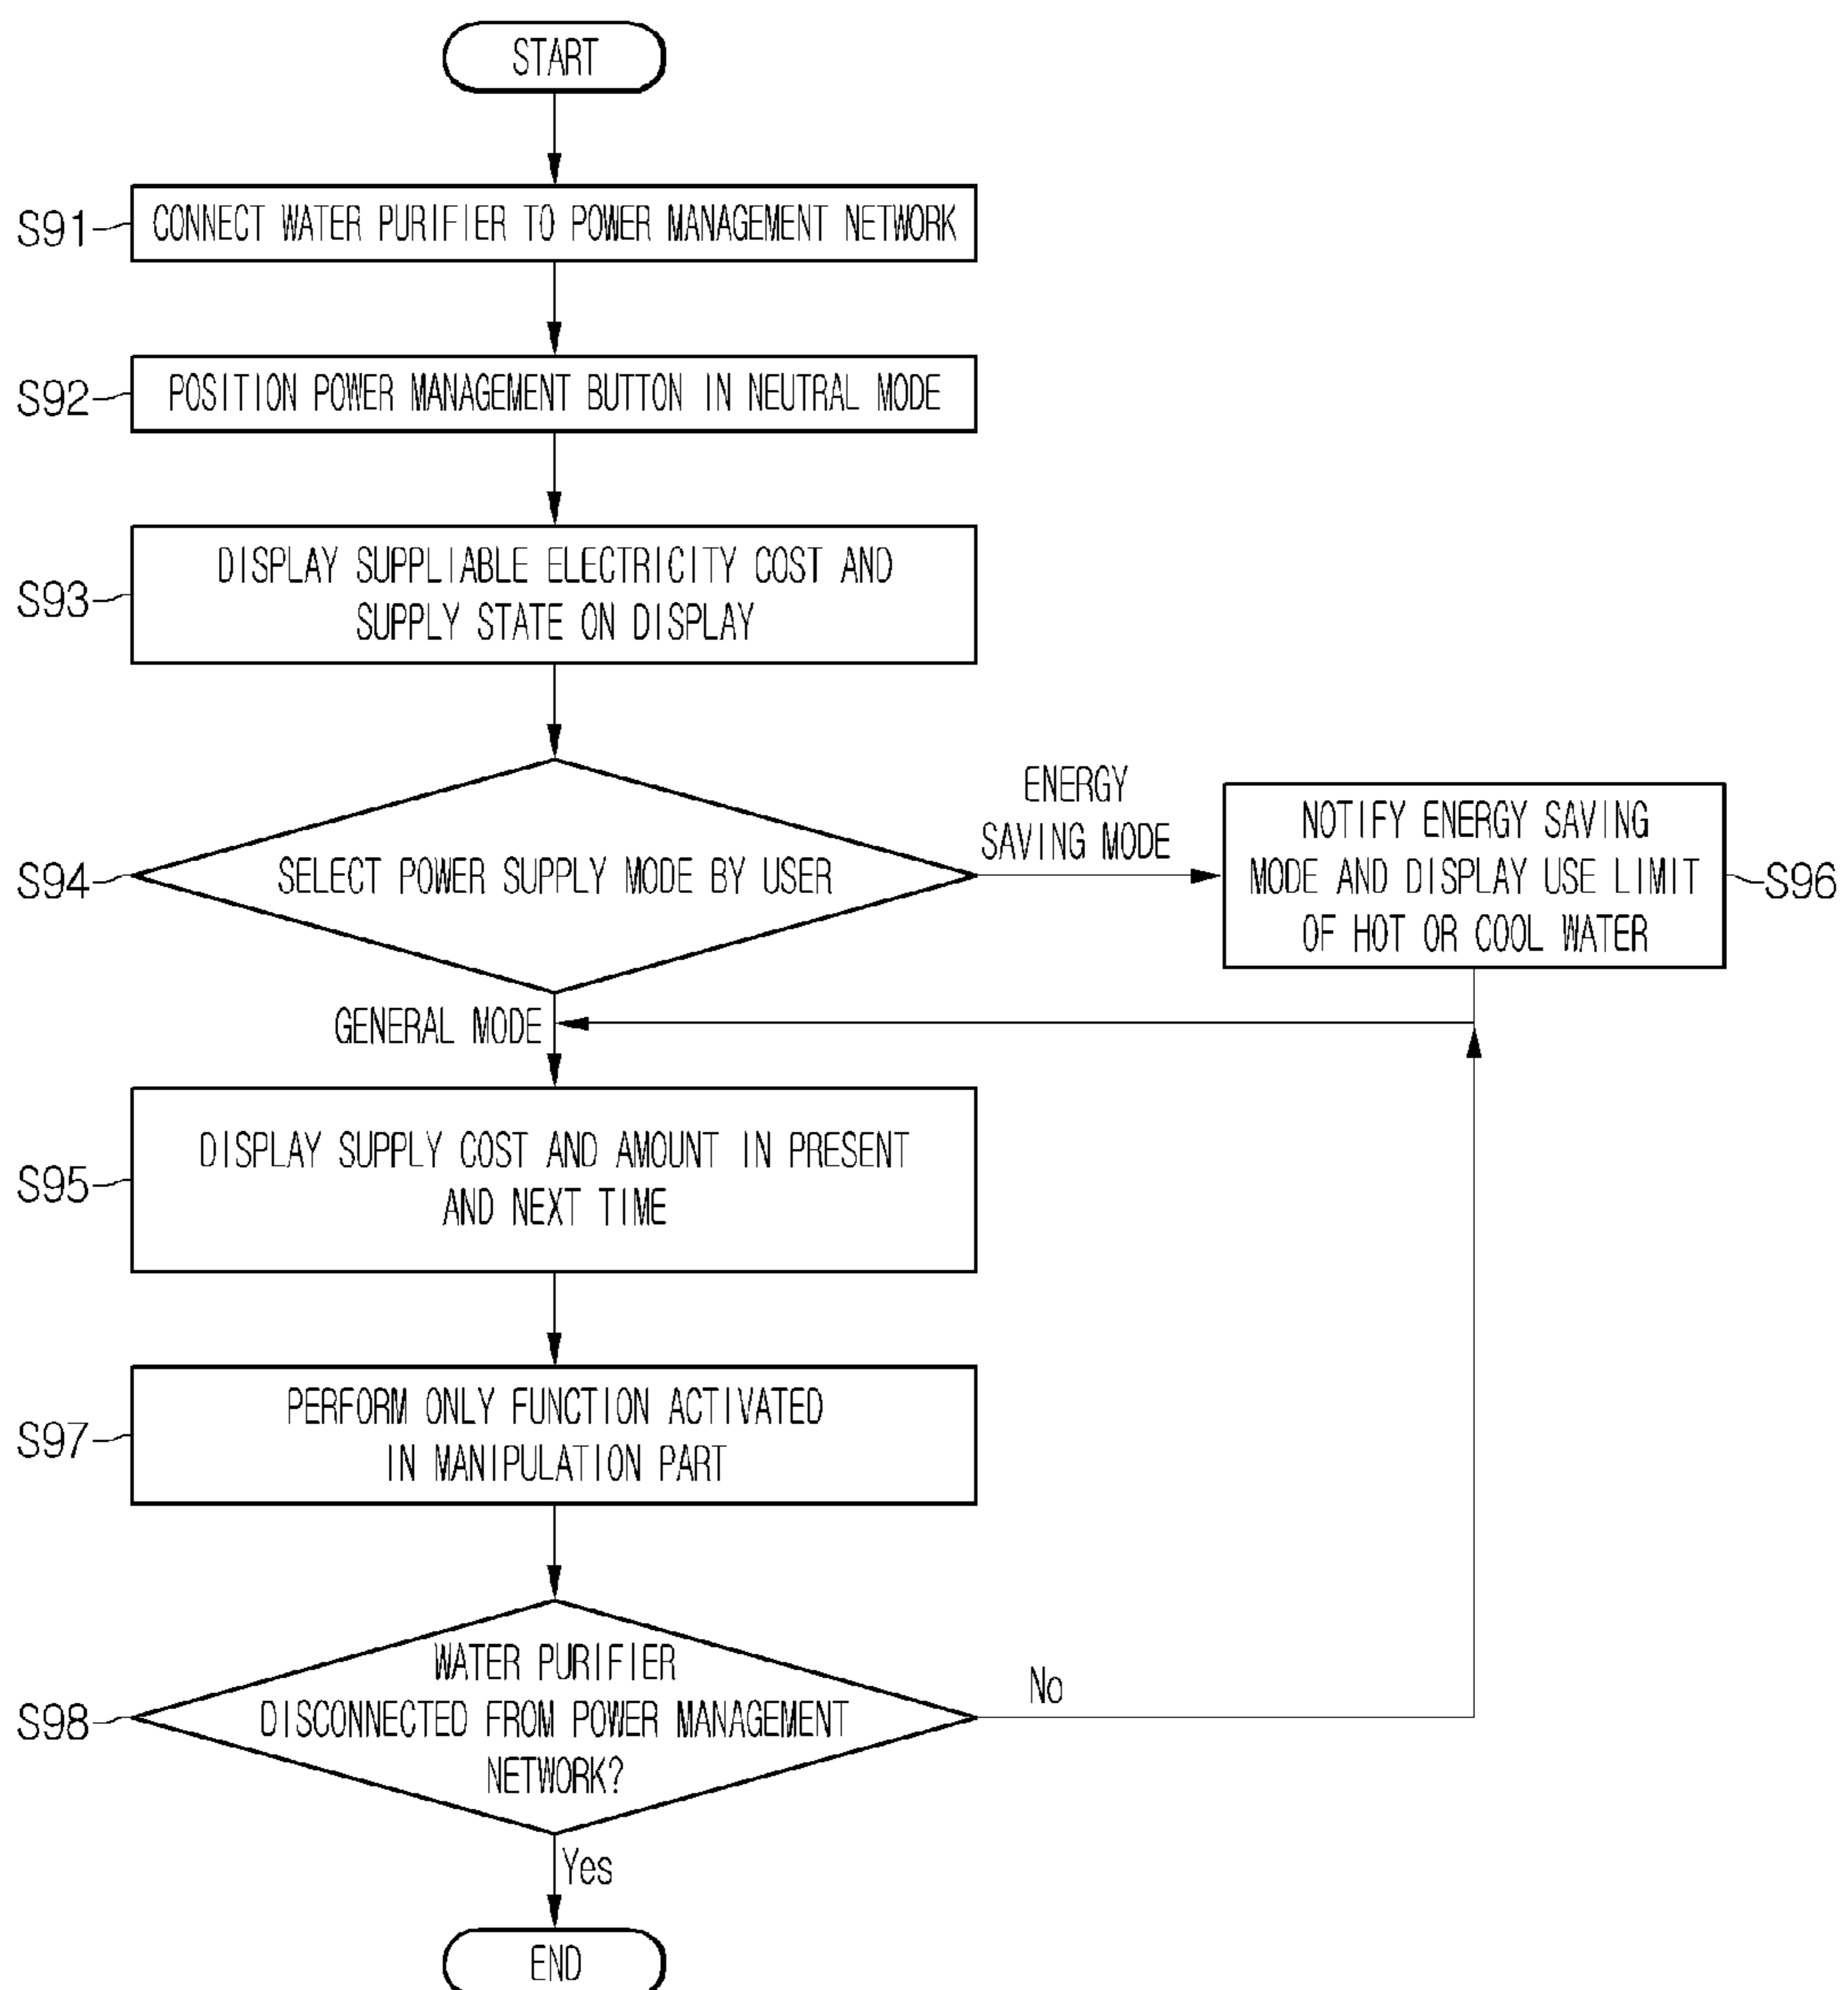 START
S91
CONNECT WATER PURIFIER TO POWER MANAGEMENT NETWORK
S92
POSITION POWER MANAGEMENT BUTTON IN NEUTRAL MODE
S93
DISPLAY SUPPLIABLE ELECTRICITY COST AND
SUPPLY STATE ON DISPLAY
S94
SELECT POWER SUPPLY MODE BY USER
ENERGY
SAVING MODE
NOTIFY ENERGY SAVING
MODE AND DISPLAY USE LIMIT
OF HOT OR COOL WATER
S96
GENERAL MODE
S95
DISPLAY SUPPLY COST AND AMOUNT IN PRESENT
AND NEXT TIME
S97
PERFORM ONLY FUNCTION ACTIVATED
IN MANIPULATION PART
S98
WATER PURIFIER
DISCONNECTED FROM POWER MANAGEMENT
NETWORK?
No
Yes
END